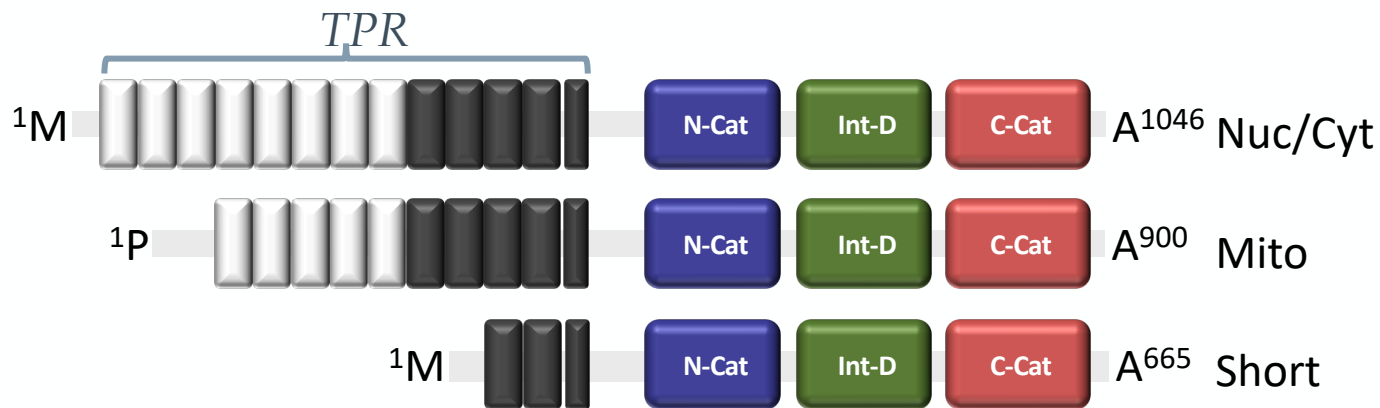 TPR
¹M N-Cat Int-D C-Cat A¹⁰⁴⁶ Nuc/Cyt
¹P N-Cat Int-D C-Cat A⁹⁰⁰ Mito
¹M N-Cat Int-D C-Cat A⁶⁶⁵ Short